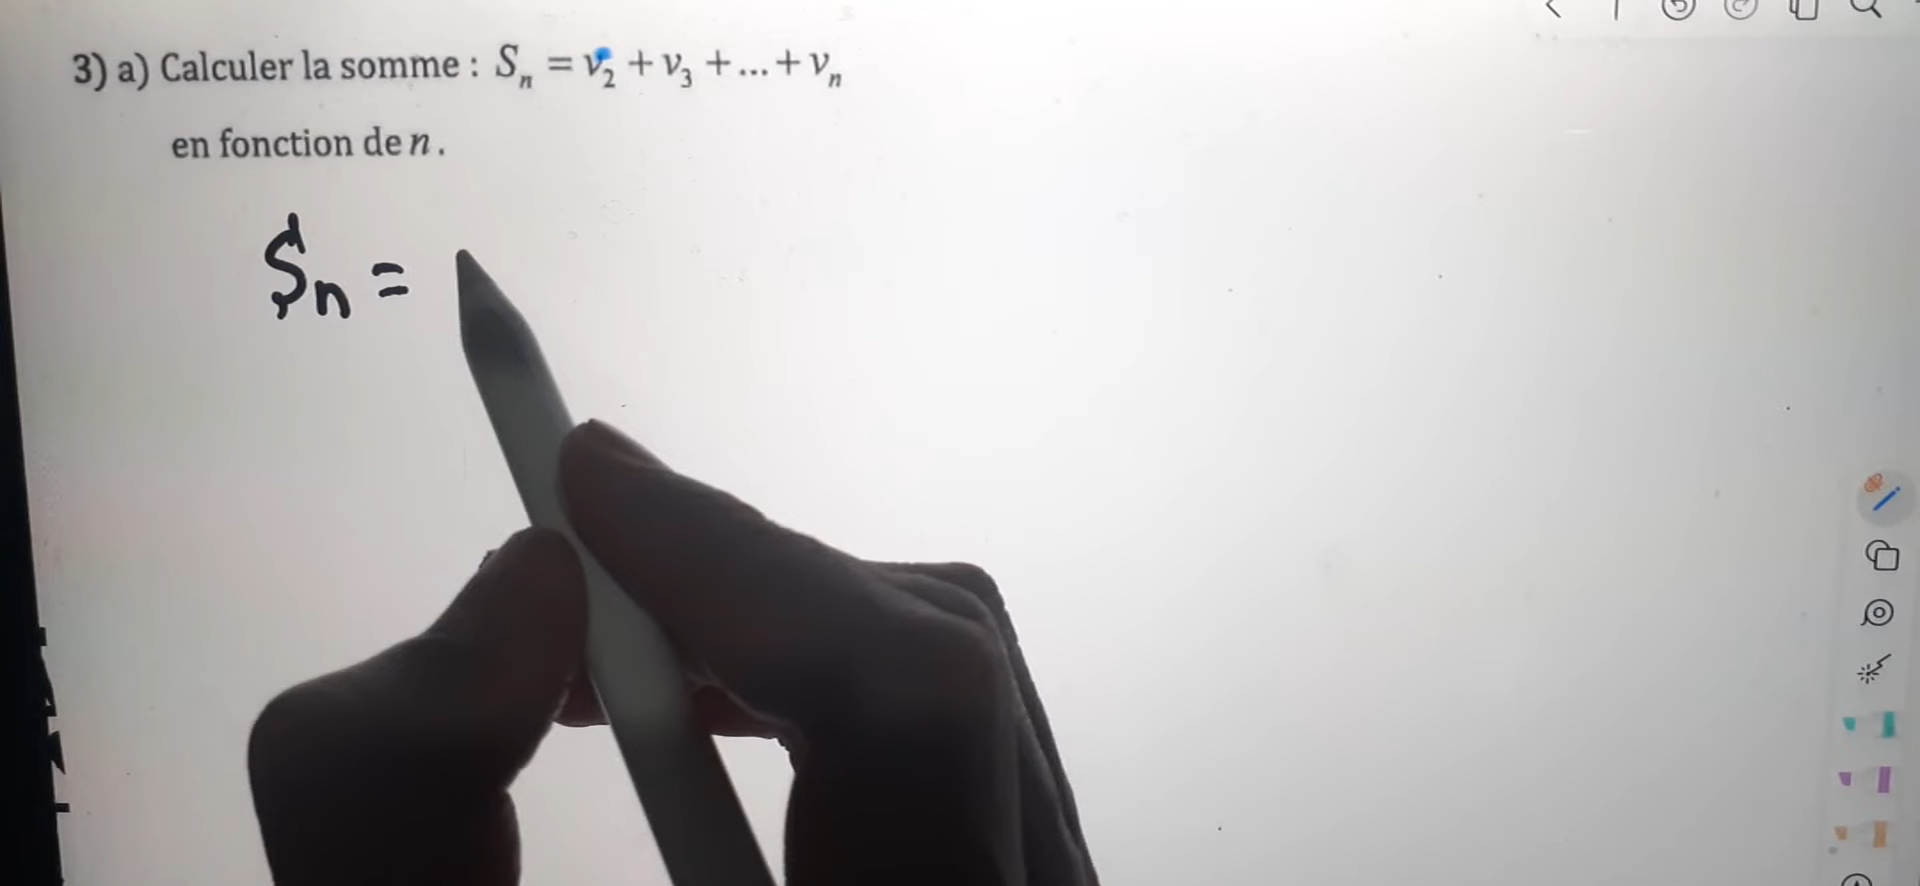 3) a) Calculer la somme : Sₙ = v₂ + v₃ + ... + vₙ
en fonction de n .
Sₙ =